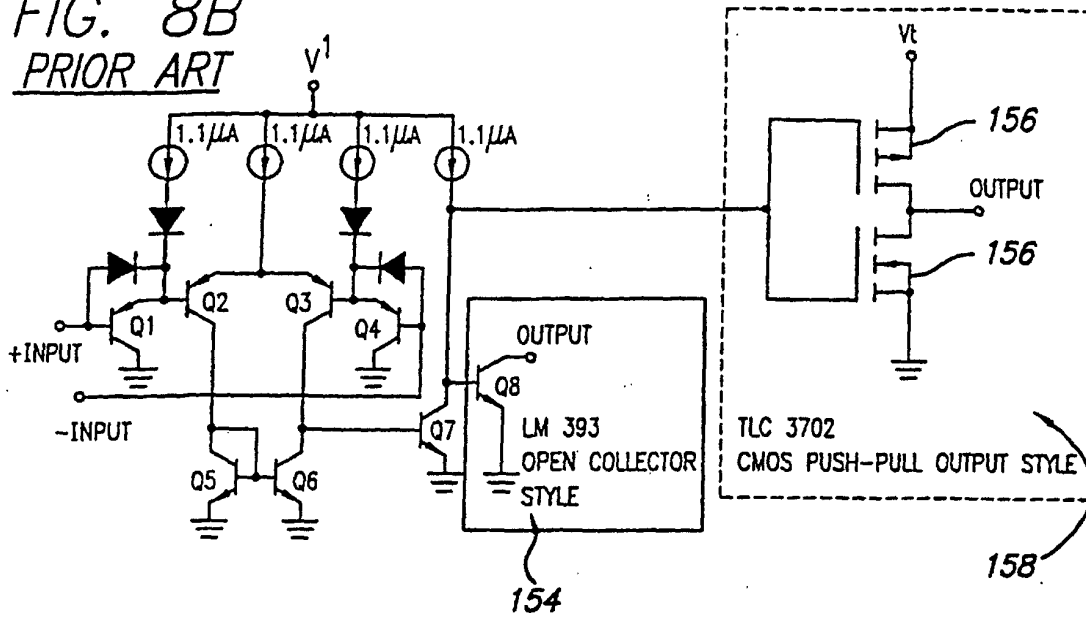 FIG. 8B
PRIOR ART
V1
1.1μA
1.1μA
1.1μA
1.1μA
Q1
Q2
Q3
Q4
+INPUT
-INPUT
Q5
Q6
Q7
Q8
OUTPUT
LM 393
OPEN COLLECTOR
STYLE
154
Vt
156
OUTPUT
156
TLC 3702
CMOS PUSH-PULL OUTPUT STYLE
158